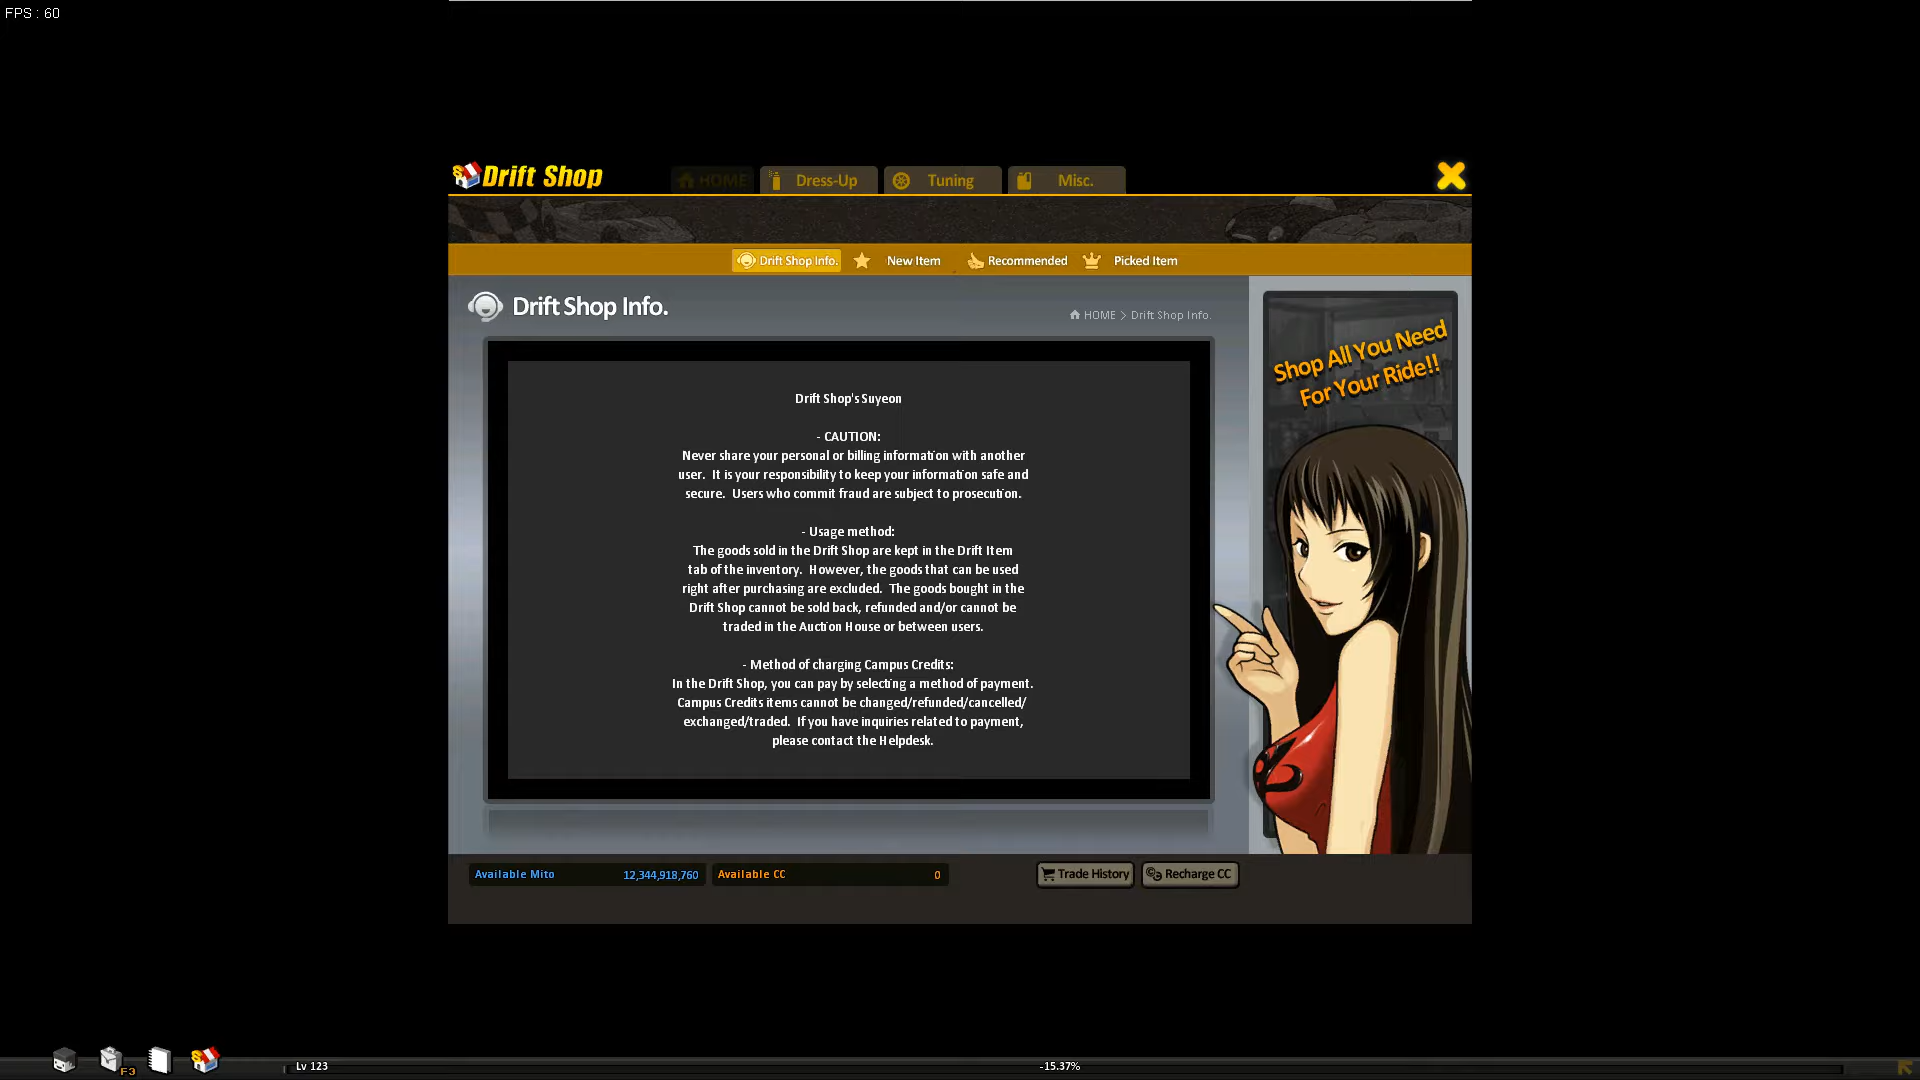 FPS : 60
Drift Shop
HOME
Dress-Up
Tuning
Misc.
Drift Shop Info.
New Item
Recommended
Picked Item
Drift Shop Info.
HOME > Drift Shop Info.
Shop All You Need
For Your Ride!!
Drift Shop's Suyeon
- CAUTION:
Never share your personal or billing information with another
user.  It is your responsibility to keep your information safe and
secure.  Users who commit fraud are subject to prosecution.
- Usage method:
The goods sold in the Drift Shop are kept in the Drift Item
tab of the inventory.  However, the goods that can be used
right after purchasing are excluded.  The goods bought in the
Drift Shop cannot be sold back, refunded and/or cannot be
traded in the Auction House or between users.
- Method of charging Campus Credits:
In the Drift Shop, you can pay by selecting a method of payment.
Campus Credits items cannot be changed/refunded/cancelled/
exchanged/traded.  If you have inquiries related to payment,
please contact the Helpdesk.
Available Mito 12,344,918,760
Available CC 0
Trade History
Recharge CC
F3
Lv 123
-15.37%